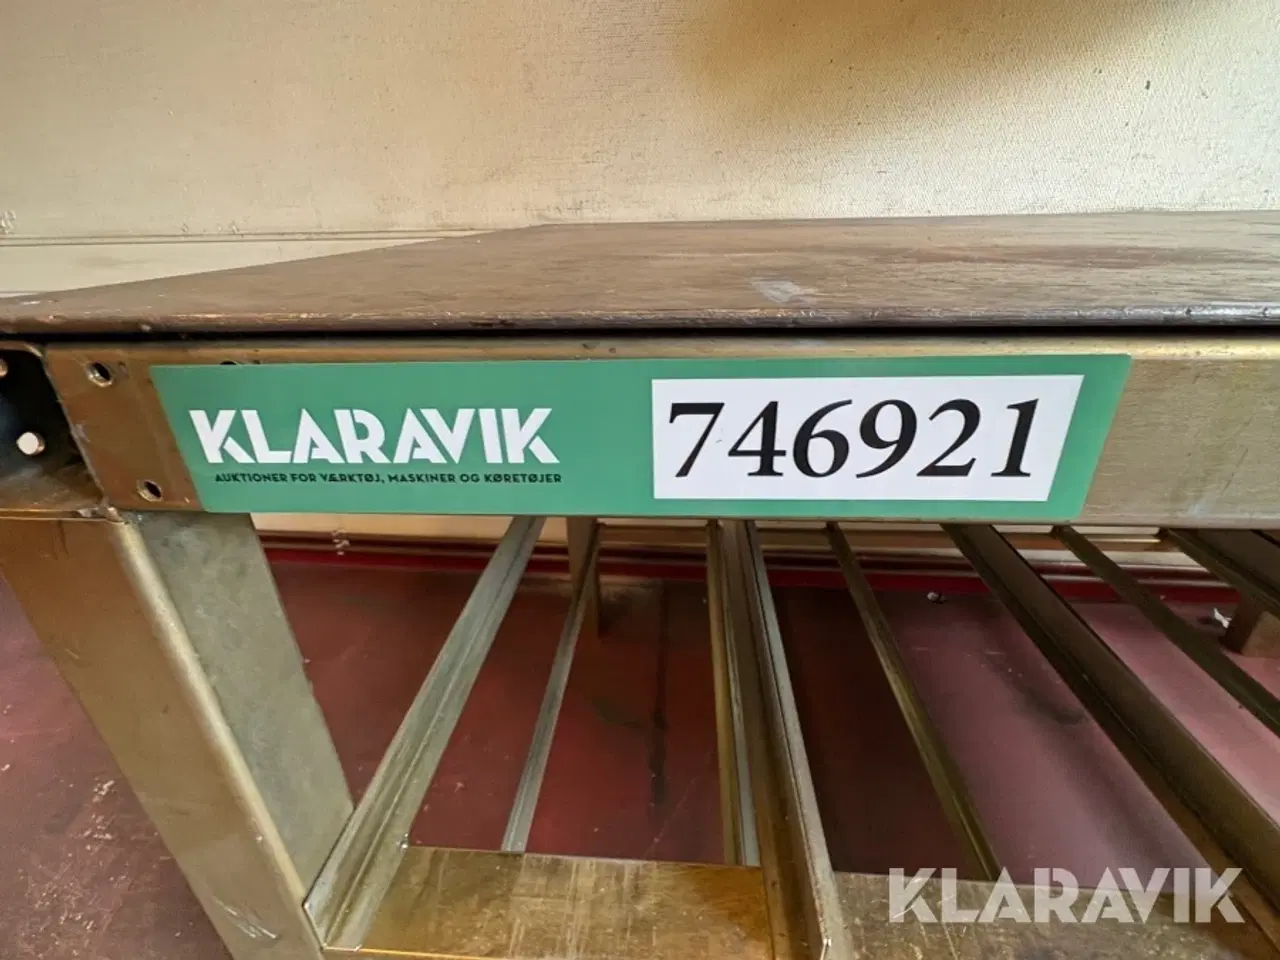 KLARAVIK
AUKTIONER FOR VÆRKTØJ, MASKINER OG KØRETØJER
746921
KLARAVIK